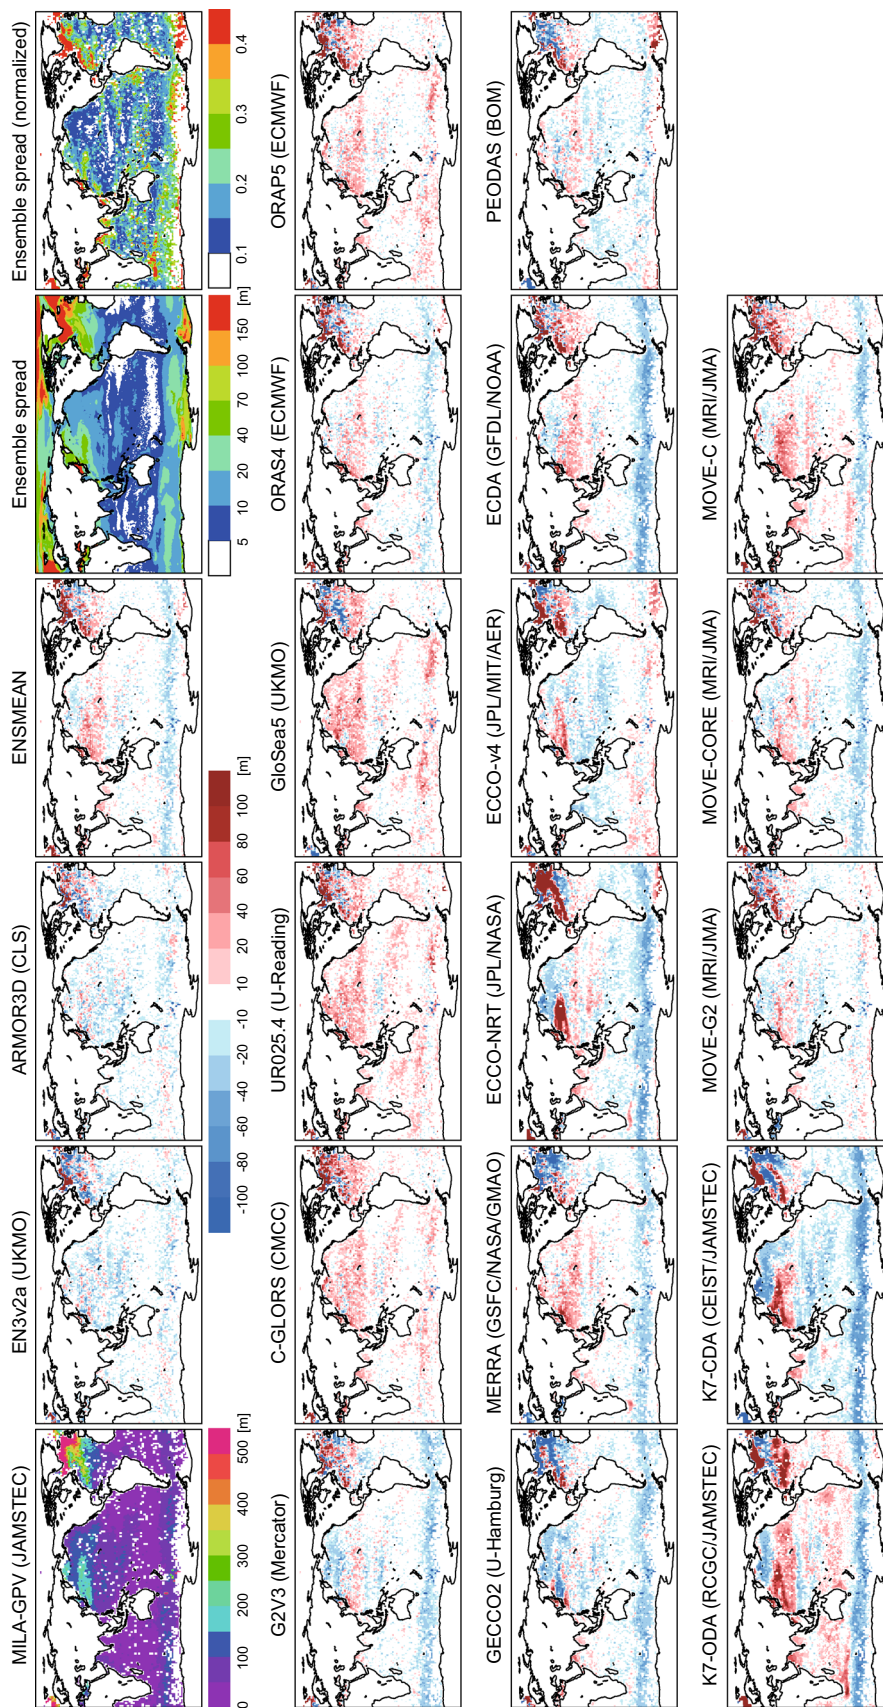 MILA-GPV (JAMSTEC)
EN3v2a (UKMO)
ARMOR3D (CLS)
ENSMEAN
Ensemble spread
Ensemble spread (normalized)
0 100 200 300 400 500 [m]
-100 -80 -60 -40 -20 -10 10 20 40 60 80 100 [m]
5 10 20 40 70 100 150 [m]
0.1 0.2 0.3 0.4
G2V3 (Mercator)
C-GLORS (CMCC)
UR025.4 (U-Reading)
GloSea5 (UKMO)
ORAS4 (ECMWF)
ORAP5 (ECMWF)
GECCO2 (U-Hamburg)
MERRA (GSFC/NASA/GMAO)
ECCO-NRT (JPL/NASA)
ECCO-v4 (JPL/MIT/AER)
ECDA (GFDL/NOAA)
PEODAS (BOM)
K7-ODA (RCGC/JAMSTEC)
K7-CDA (CEIST/JAMSTEC)
MOVE-G2 (MRI/JMA)
MOVE-CORE (MRI/JMA)
MOVE-C (MRI/JMA)